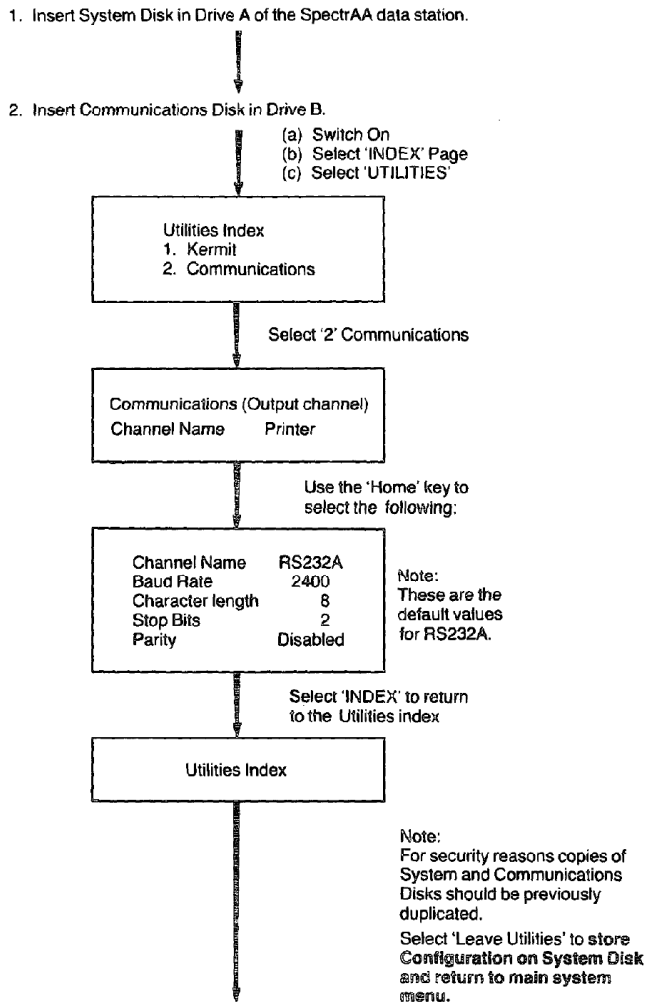 1. Insert System Disk in Drive A of the SpectrAA data station.
2. Insert Communications Disk in Drive B.
(a) Switch On
(b) Select 'INDEX' Page
(c) Select 'UTILITIES'
Utilities Index
1. Kermit
2. Communications
Select '2' Communications
Communications (Output channel)
Channel Name Printer
Use the 'Home' key to
select the following:
Channel Name RS232A
Baud Rate 2400
Character length 8
Stop Bits 2
Parity Disabled
Note:
These are the
default values
for RS232A.
Select 'INDEX' to return
to the Utilities index
Utilities Index
Note:
For security reasons copies of
System and Communications
Disks should be previously
duplicated.
Select 'Leave Utilities' to store
Configuration on System Disk
and return to main system
menu.